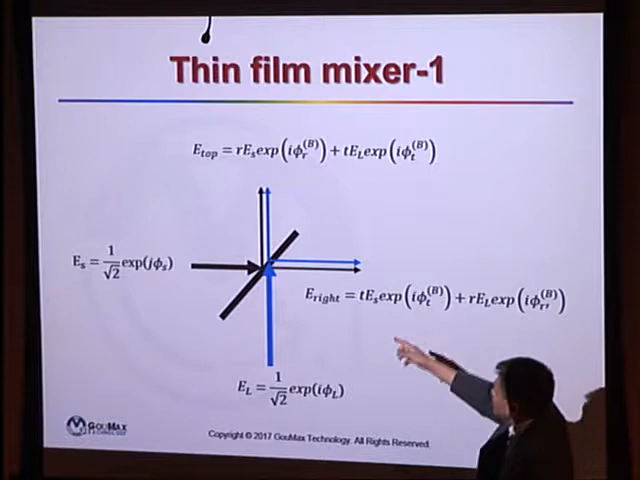 Thin film mixer-1
E_top = rE_s exp(iϕ_r^(B)) + tE_L exp(iϕ_t^(B))
E_s = 1/√2 exp(jϕ_s)
E_right = tE_s exp(iϕ_t^(B)) + rE_L exp(iϕ_r'^(B))
E_L = 1/√2 exp(iϕ_L)
GouMax
TECHNOLOGY
Copyright © 2017 GouMax Technology. All Rights Reserved.